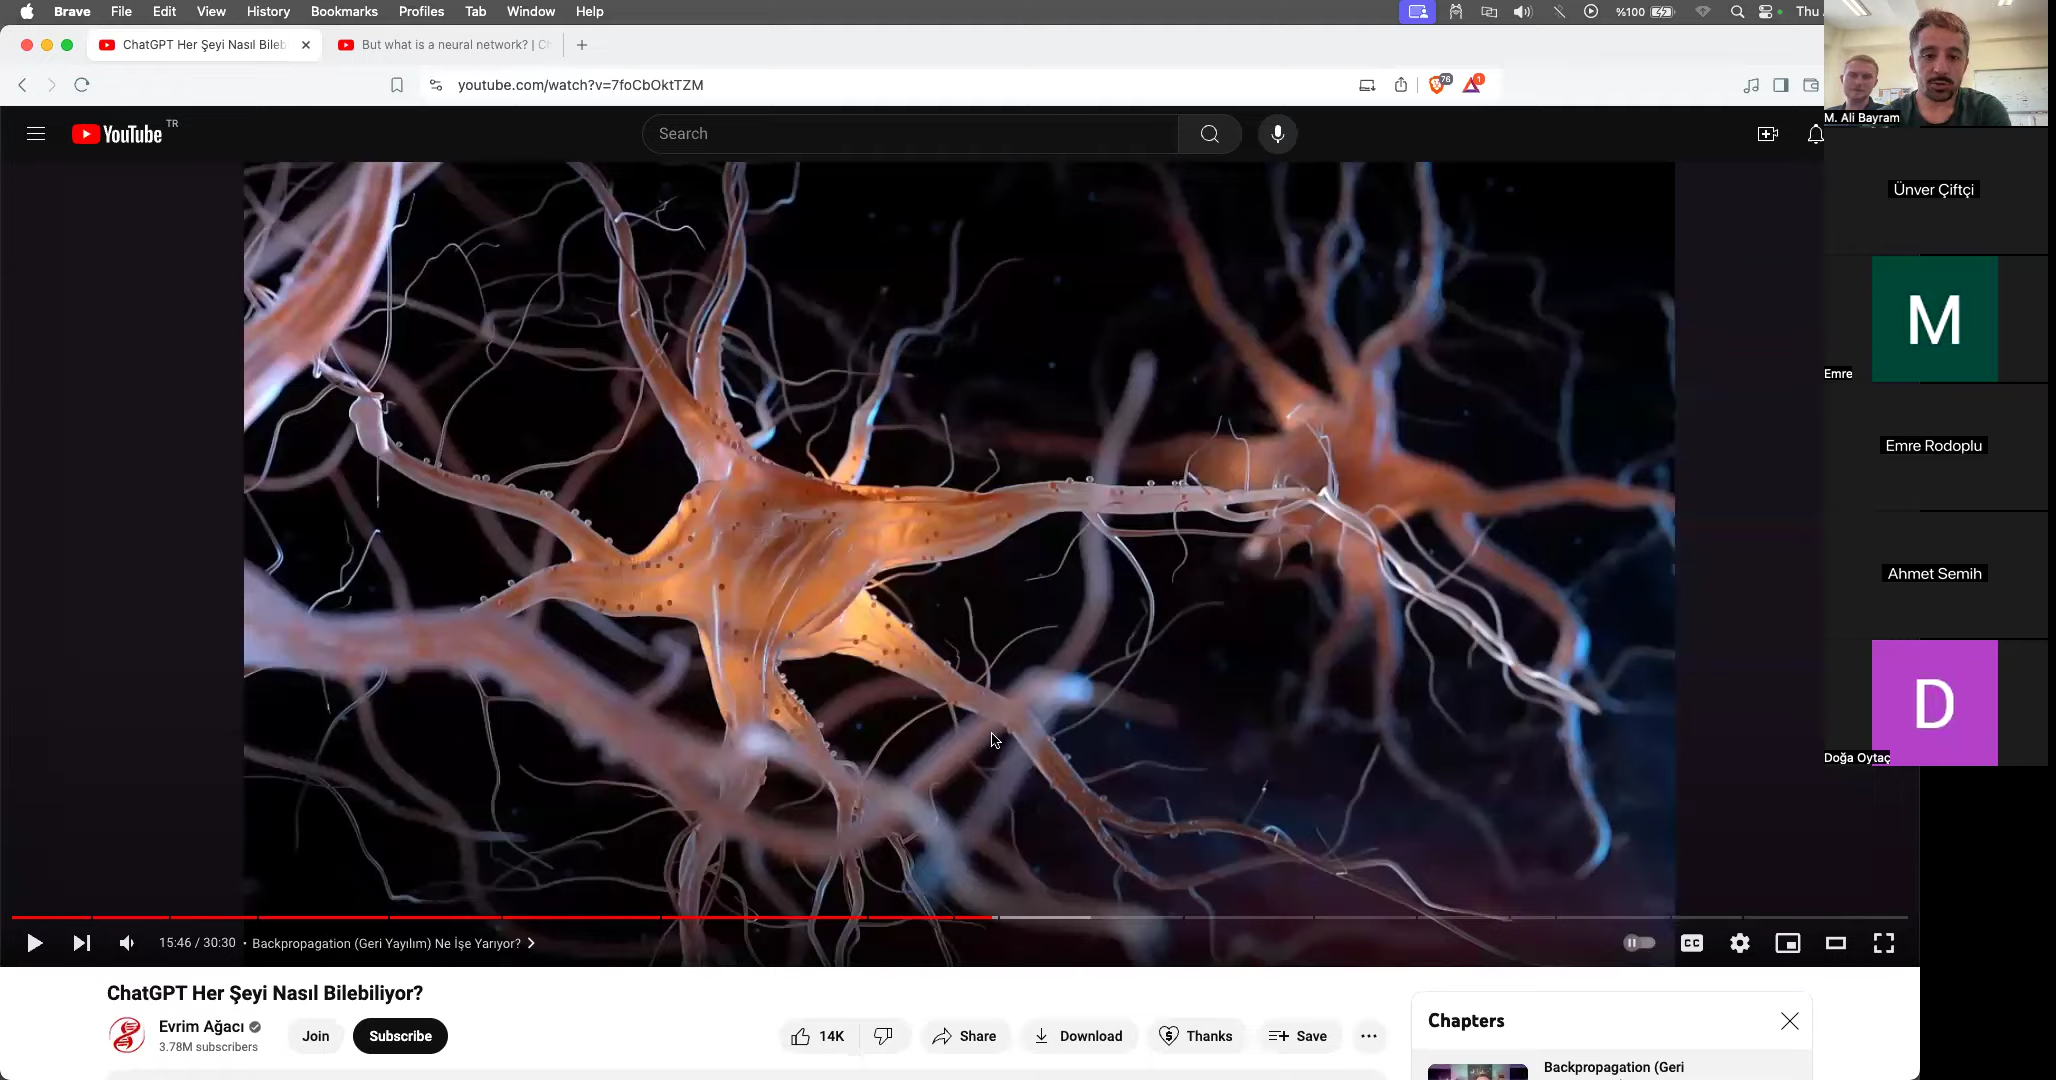 Brave File Edit View History Bookmarks Profiles Tab Window Help %100 Thu
ChatGPT Her Şeyi Nasıl Bileb
But what is a neural network? | Ch
youtube.com/watch?v=7foCbOktTZM
76
1
YouTube TR
Search
M. Ali Bayram
Ünver Çiftçi
M
Emre
Emre Rodoplu
Ahmet Semih
D
Doğa Oytaç
15:46 / 30:30 • Backpropagation (Geri Yayılım) Ne İşe Yarıyor?
CC
ChatGPT Her Şeyi Nasıl Bilebiliyor?
Evrim Ağacı
3.78M subscribers
Join
Subscribe
14K
Share
Download
Thanks
Save
Chapters
Backpropagation (Geri